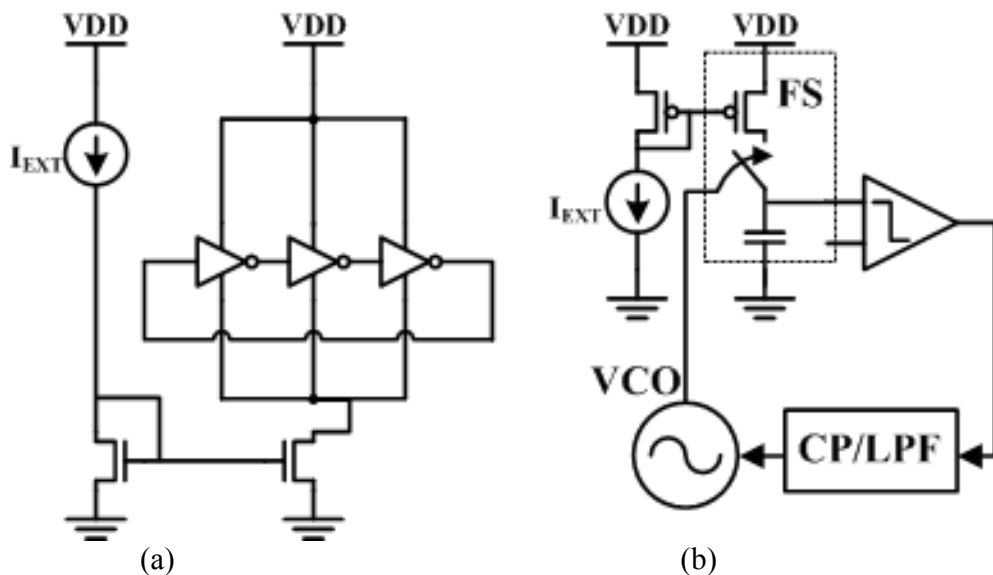 VDD
VDD
I_EXT
(a)
VDD
VDD
FS
I_EXT
VCO
CP/LPF
(b)